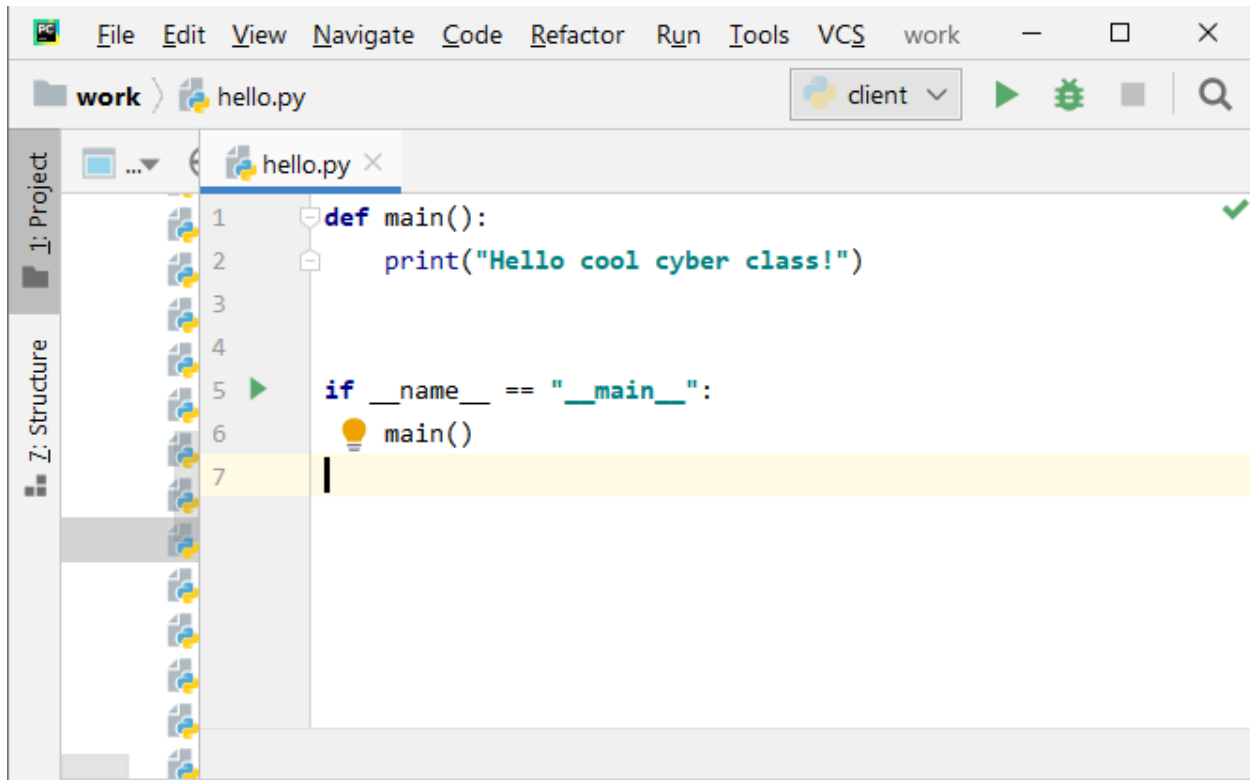 PC File Edit View Navigate Code Refactor Run Tools VCS work
work hello.py client
... hello.py
1: Project
7: Structure
1 def main():
2     print("Hello cool cyber class!")
3
4
5 if __name__ == "__main__":
6     main()
7